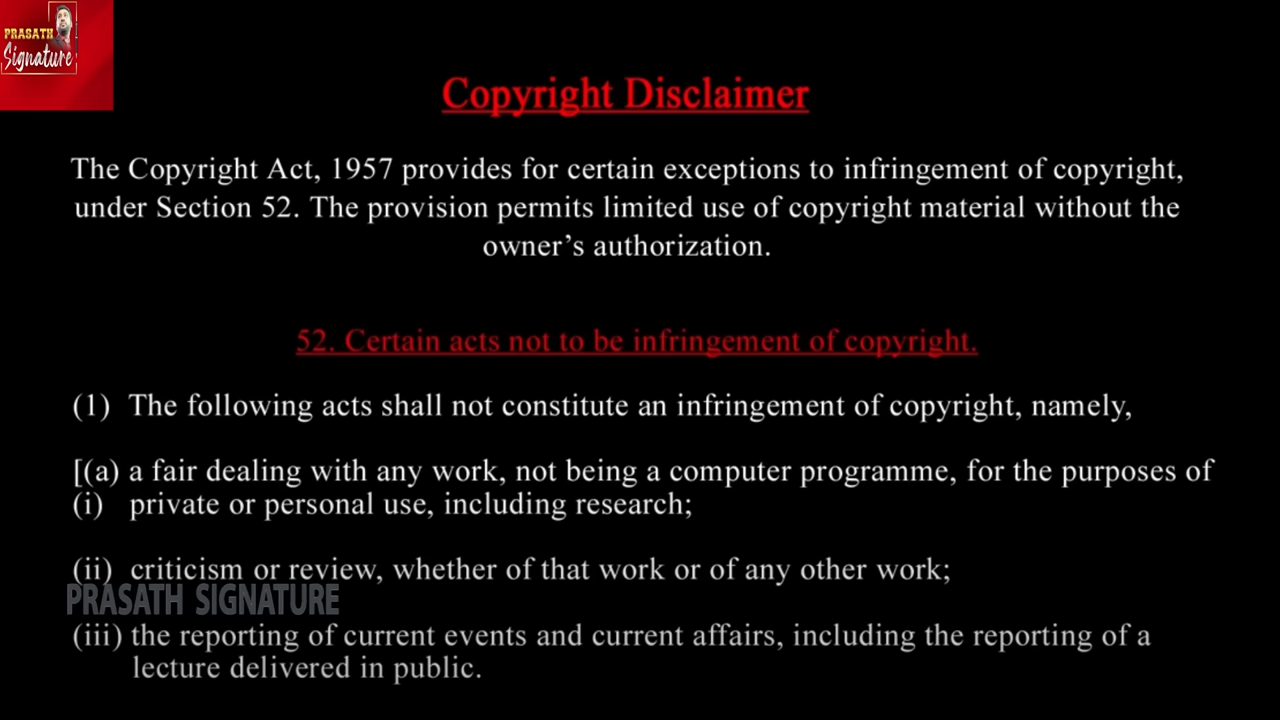 PRASATH
Signature
Copyright Disclaimer
The Copyright Act, 1957 provides for certain exceptions to infringement of copyright,
under Section 52. The provision permits limited use of copyright material without the
owner’s authorization.
52. Certain acts not to be infringement of copyright.
(1) The following acts shall not constitute an infringement of copyright, namely,
[(a) a fair dealing with any work, not being a computer programme, for the purposes of
(i) private or personal use, including research;
(ii) criticism or review, whether of that work or of any other work;
PRASATH SIGNATURE
(iii) the reporting of current events and current affairs, including the reporting of a
lecture delivered in public.